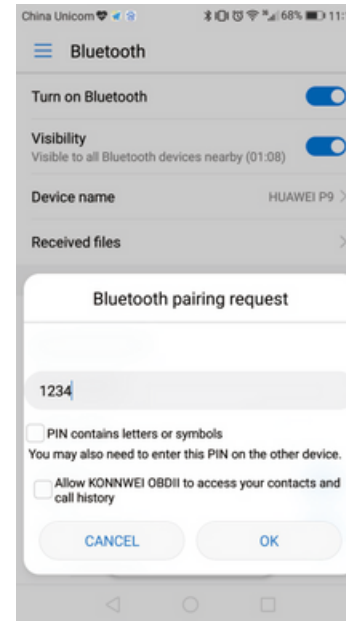 China Unicom 68% 11:
Bluetooth
Turn on Bluetooth
Visibility
Visible to all Bluetooth devices nearby (01:08)
Device name HUAWEI P9
Received files
Bluetooth pairing request
1234
PIN contains letters or symbols
You may also need to enter this PIN on the other device.
Allow KONNWEI OBDII to access your contacts and
call history
CANCEL OK